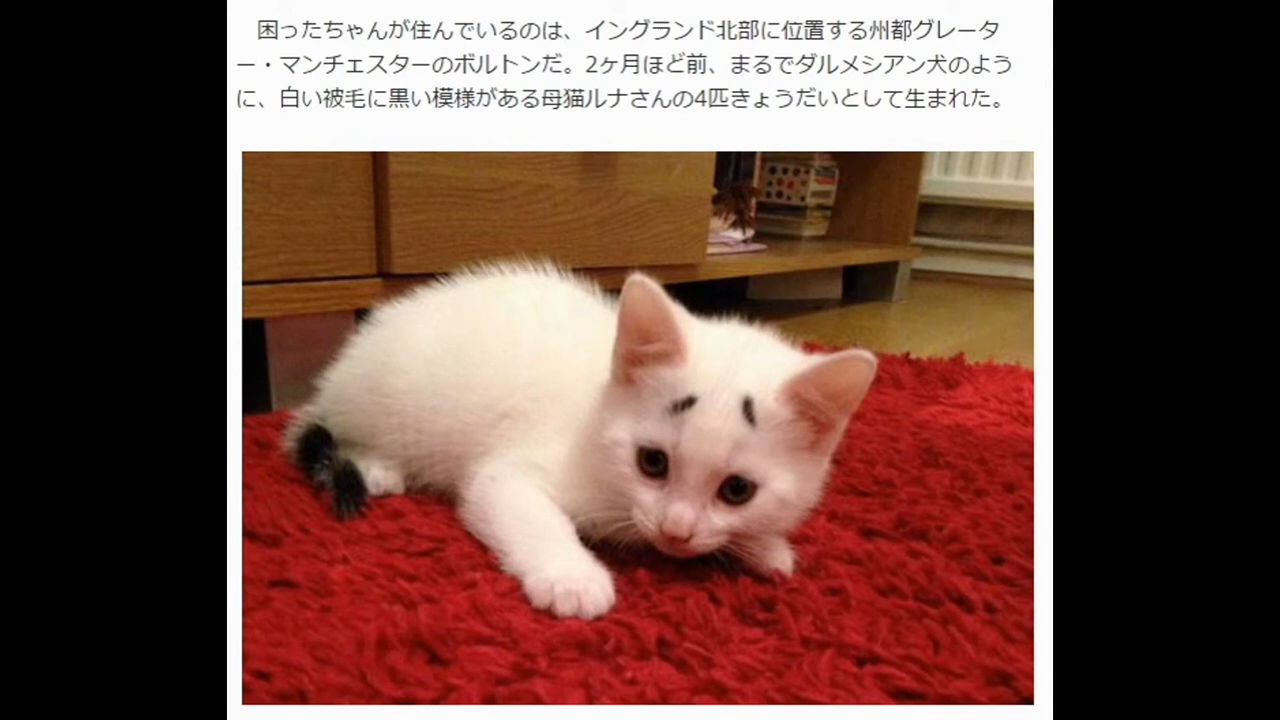 困ったちゃんが住んでいるのは、イングランド北部に位置する州都グレータ
ー・マンチェスターのボルトンだ。2ヶ月ほど前、まるでダルメシアン犬のよう
に、白い被毛に黒い模様がある母猫ルナさんの4匹きょうだいとして生まれた。